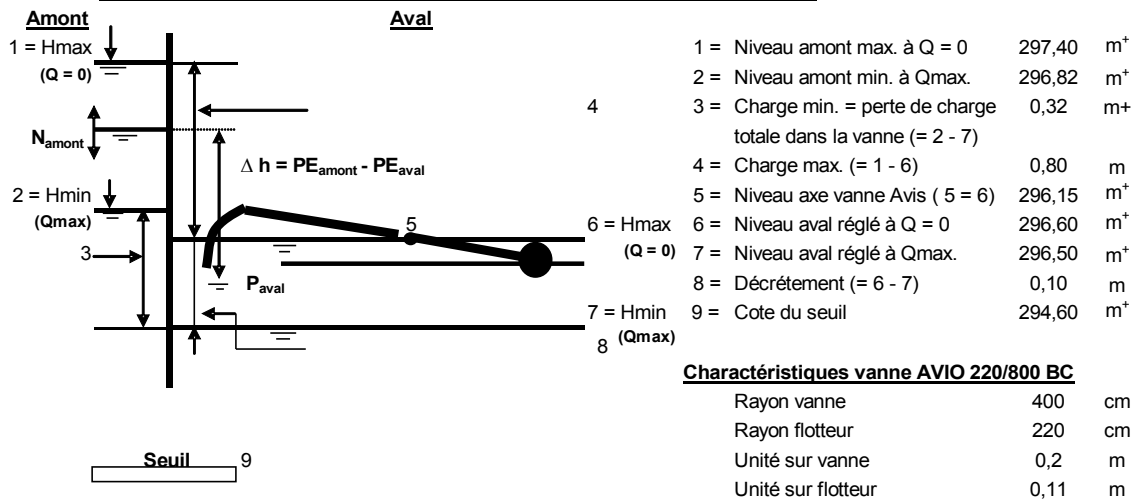 Amont
Aval
1 = Hmax
(Q = 0)
N amont
2 = Hmin
(Qmax)
3
∆ h = PEamont - PEaval
5
Paval
4
6 = Hmax
(Q = 0)
7 = Hmin
(Qmax)
8
Seuil 9
1 = Niveau amont max. à Q = 0 297,40 m+
2 = Niveau amont min. à Qmax. 296,82 m+
3 = Charge min. = perte de charge 0,32 m+
totale dans la vanne (= 2 - 7)
4 = Charge max. (= 1 - 6) 0,80 m
5 = Niveau axe vanne Avis ( 5 = 6) 296,15 m+
6 = Niveau aval réglé à Q = 0 296,60 m+
7 = Niveau aval réglé à Qmax. 296,50 m+
8 = Décrétement (= 6 - 7) 0,10 m
9 = Cote du seuil 294,60 m+
Charactéristiques vanne AVIO 220/800 BC
Rayon vanne 400 cm
Rayon flotteur 220 cm
Unité sur vanne 0,2 m
Unité sur flotteur 0,11 m